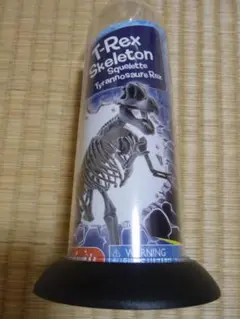 T-Rex
Skeleton
Squelette
Tyrannosaure Rex
WARNING